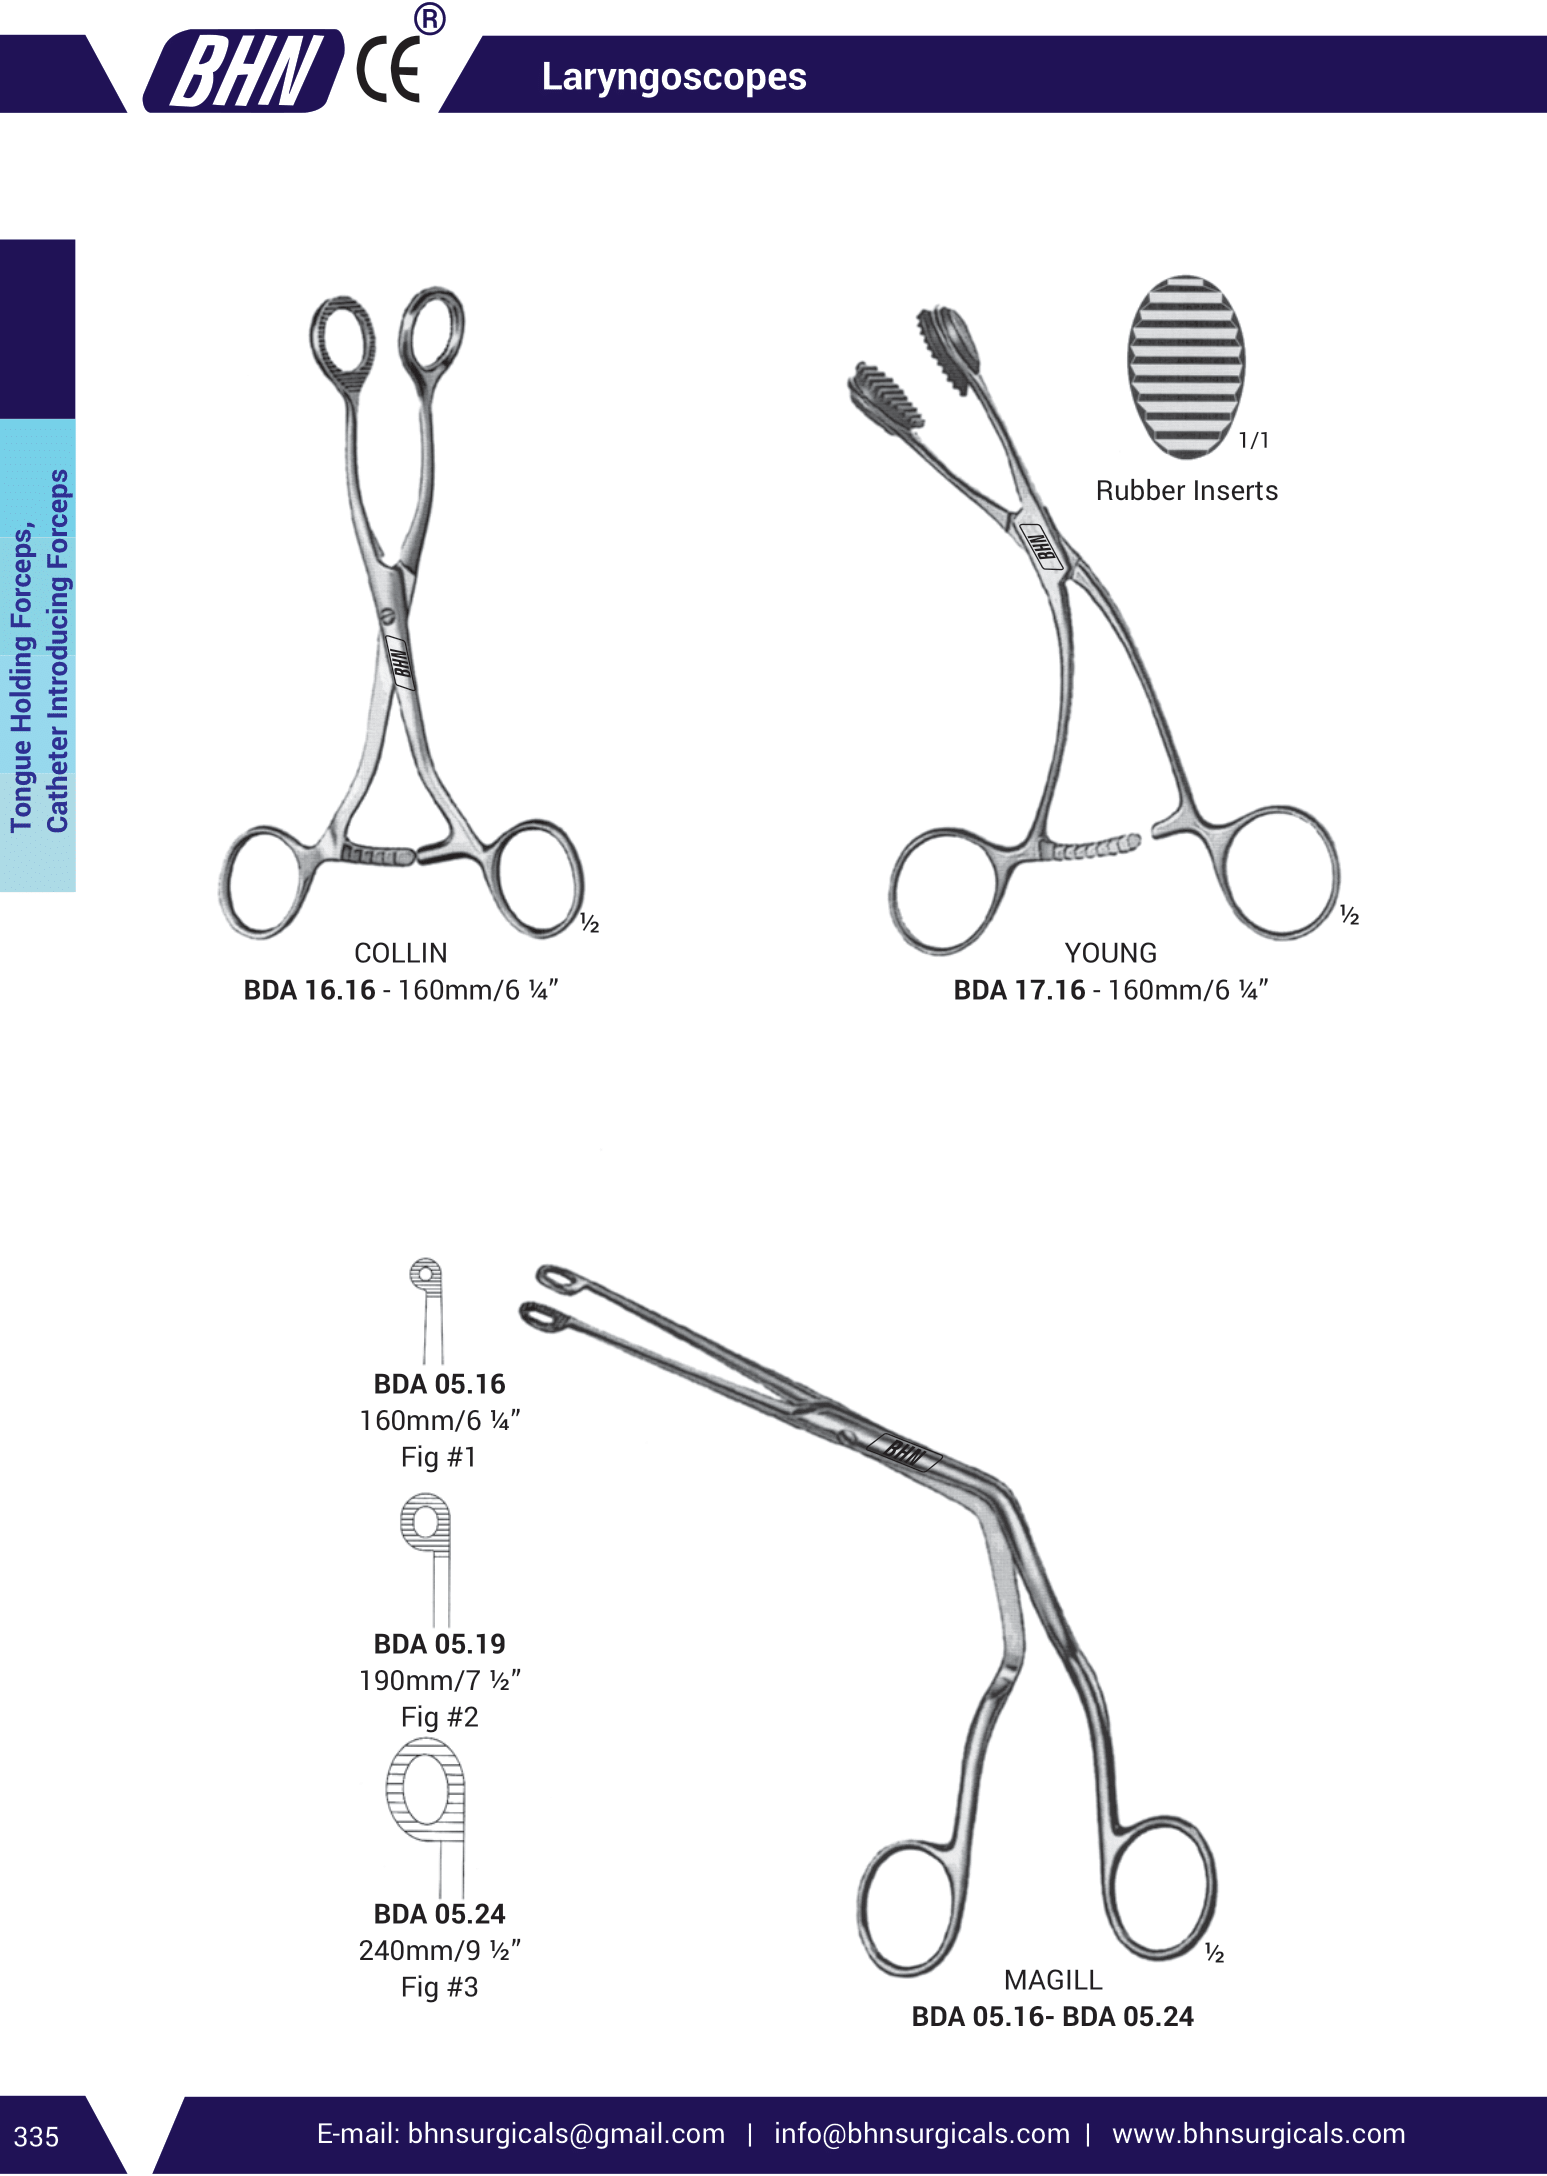 BHN CE ®
Laryngoscopes
Tongue Holding Forceps,
Catheter Introducing Forceps
1/1
Rubber Inserts
BHN
BHN
½
COLLIN
BDA 16.16 - 160mm/6 ¼”
½
YOUNG
BDA 17.16 - 160mm/6 ¼”
BDA 05.16
160mm/6 ¼”
Fig #1
BHN
BDA 05.19
190mm/7 ½”
Fig #2
BDA 05.24
240mm/9 ½”
Fig #3
½
MAGILL
BDA 05.16- BDA 05.24
335
E-mail: bhnsurgicals@gmail.com | info@bhnsurgicals.com | www.bhnsurgicals.com